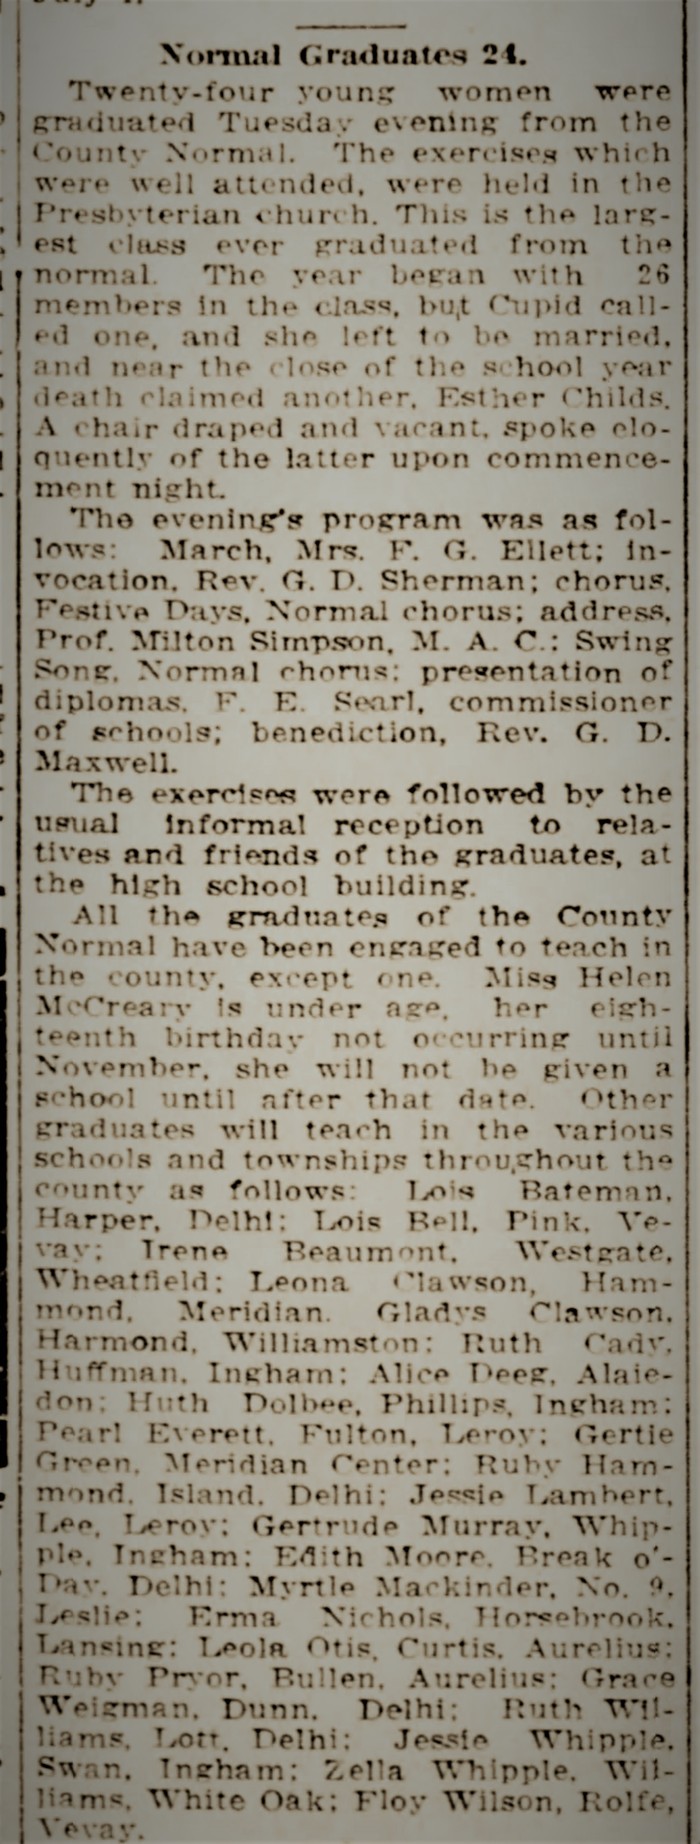 Normal Graduates 24.
Twenty-four young women were
graduated Tuesday evening from the
County Normal. The exercises which
were well attended, were held in the
Presbyterian church. This is the larg-
est class ever graduated from the
normal. The year began with 26
members in the class, but Cupid call-
ed one, and she left to be married,
and near the close of the school year
death claimed another, Esther Childs.
A chair draped and vacant, spoke elo-
quently of the latter upon commence-
ment night.
The evening's program was as fol-
lows: March, Mrs. F. G. Ellett; in-
vocation, Rev. G. D. Sherman; chorus,
Festive Days, Normal chorus; address,
Prof. Milton Simpson, M. A. C.; Swing
Song, Normal chorus; presentation of
diplomas, F. E. Searl, commissioner
of schools; benediction, Rev. G. D.
Maxwell.
The exercises were followed by the
usual informal reception to rela-
tives and friends of the graduates, at
the high school building.
All the graduates of the County
Normal have been engaged to teach in
the county, except one. Miss Helen
McCreary is under age, her eigh-
teenth birthday not occurring until
November, she will not be given a
school until after that date. Other
graduates will teach in the various
schools and townships throughout the
county as follows: Lois Bateman,
Harper, Delhi; Lois Bell, Pink, Ve-
vay; Irene Beaumont, Westgate,
Wheatfield; Leona Clawson, Ham-
mond, Meridian. Gladys Clawson,
Harmond, Williamston; Ruth Cady,
Huffman, Ingham; Alice Deeg, Alaie-
don; Huth Dolbee, Phillips, Ingham;
Pearl Everett, Fulton, Leroy; Gertie
Green, Meridian Center; Ruby Ham-
mond, Island, Delhi; Jessie Lambert,
Lee, Leroy; Gertrude Murray, Whip-
ple, Ingham; Edith Moore, Break o'-
Day, Delhi; Myrtle Mackinder, No. 9,
Leslie; Erma Nichols, Horsebrook,
Lansing; Leola Otis, Curtis, Aurelius;
Ruby Pryor, Bullen, Aurelius; Grace
Weigman, Dunn, Delhi; Ruth Wil-
liams, Lott, Delhi; Jessie Whipple,
Swan, Ingham; Zella Whipple, Wil-
liams, White Oak; Floy Wilson, Rolfe,
Vevay.